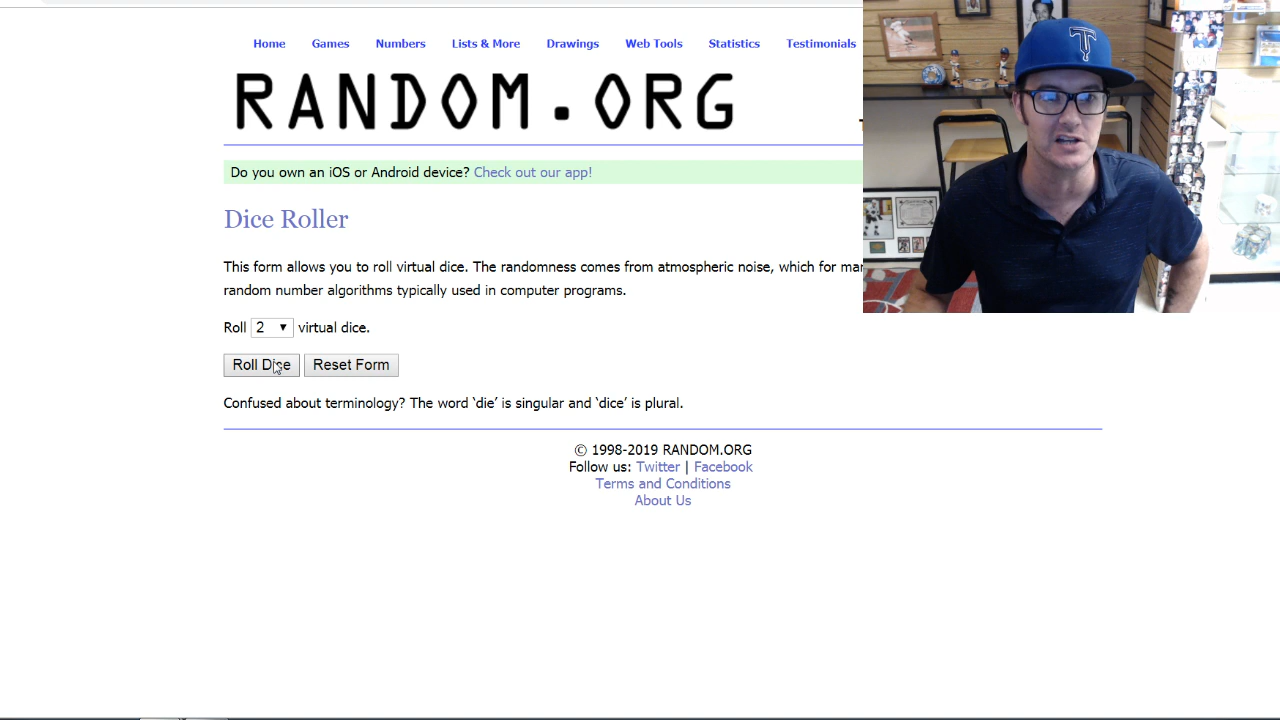 Home Games Numbers Lists & More Drawings Web Tools Statistics Testimonials
RANDOM.ORG
Do you own an iOS or Android device? Check out our app!
Dice Roller
This form allows you to roll virtual dice. The randomness comes from atmospheric noise, which for
random number algorithms typically used in computer programs.
Roll 2 virtual dice.
Roll Dice Reset Form
Confused about terminology? The word ‘die’ is singular and ‘dice’ is plural.
© 1998-2019 RANDOM.ORG
Follow us: Twitter | Facebook
Terms and Conditions
About Us
T